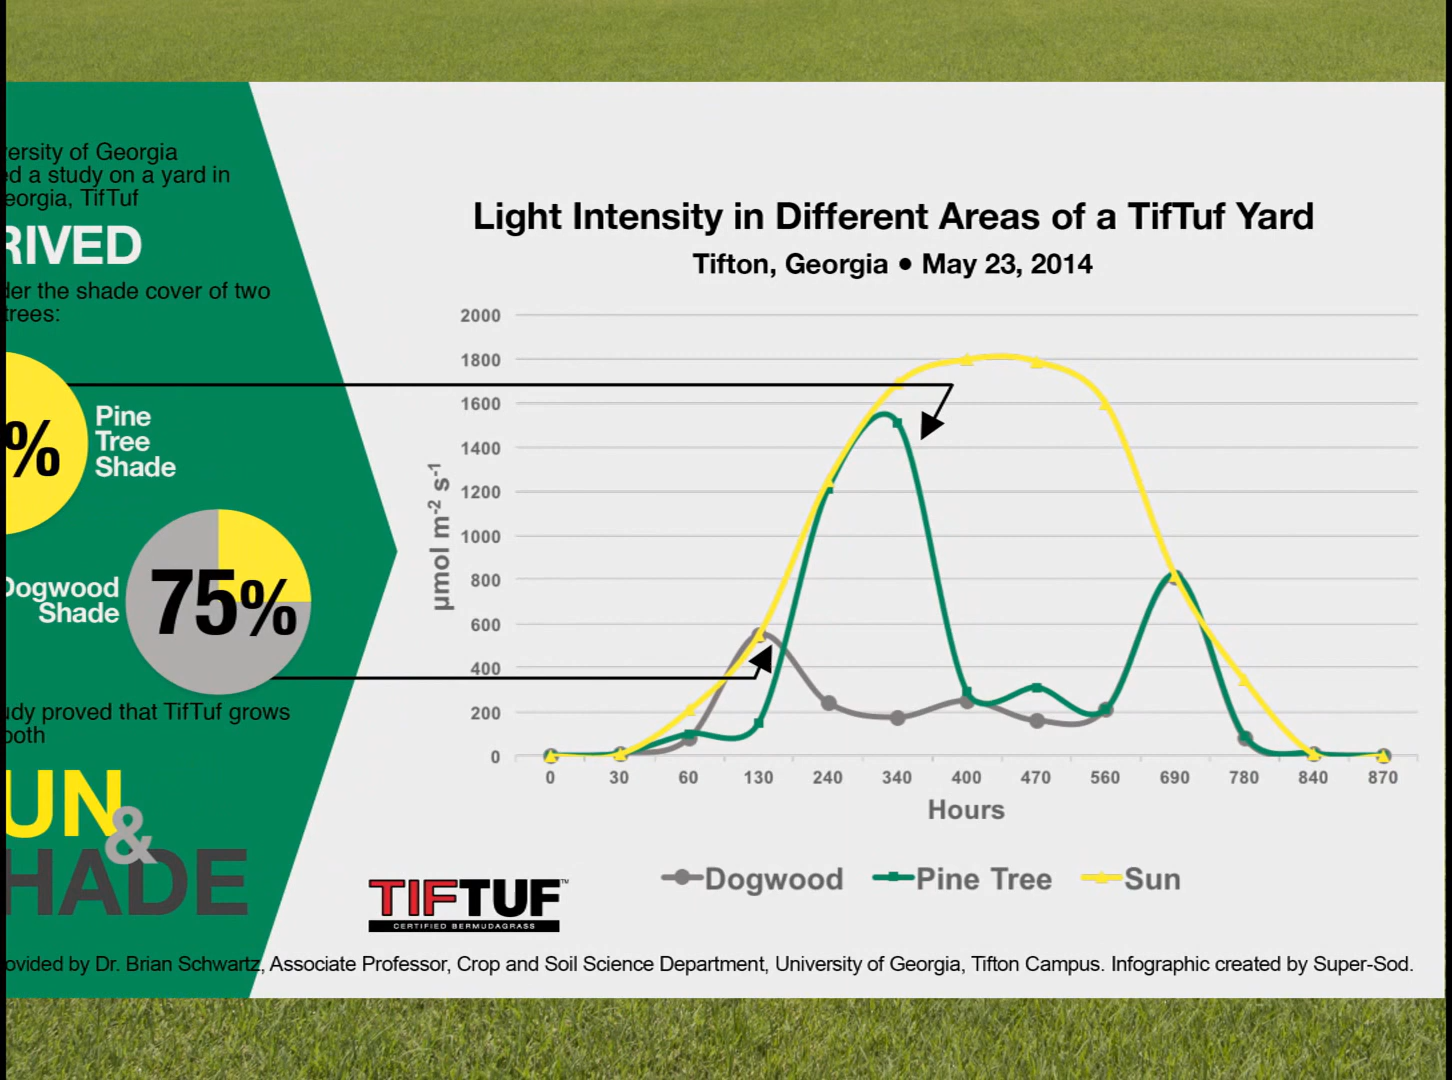 ersity of Georgia
ed a study on a yard in
eorgia, TifTuf
RIVED
der the shade cover of two
trees:
%
Pine
Tree
Shade
Dogwood
Shade
75%
udy proved that TifTuf grows
both
UN
&
HADE
Light Intensity in Different Areas of a TifTuf Yard
Tifton, Georgia • May 23, 2014
2000
1800
1600
1400
1200
1000
800
600
400
200
0
µmol m-2 s-1
0 30 60 130 240 340 400 470 560 690 780 840 870
Hours
Dogwood Pine Tree Sun
TIFTUF™
CERTIFIED BERMUDAGRASS
ovided by Dr. Brian Schwartz, Associate Professor, Crop and Soil Science Department, University of Georgia, Tifton Campus. Infographic created by Super-Sod.